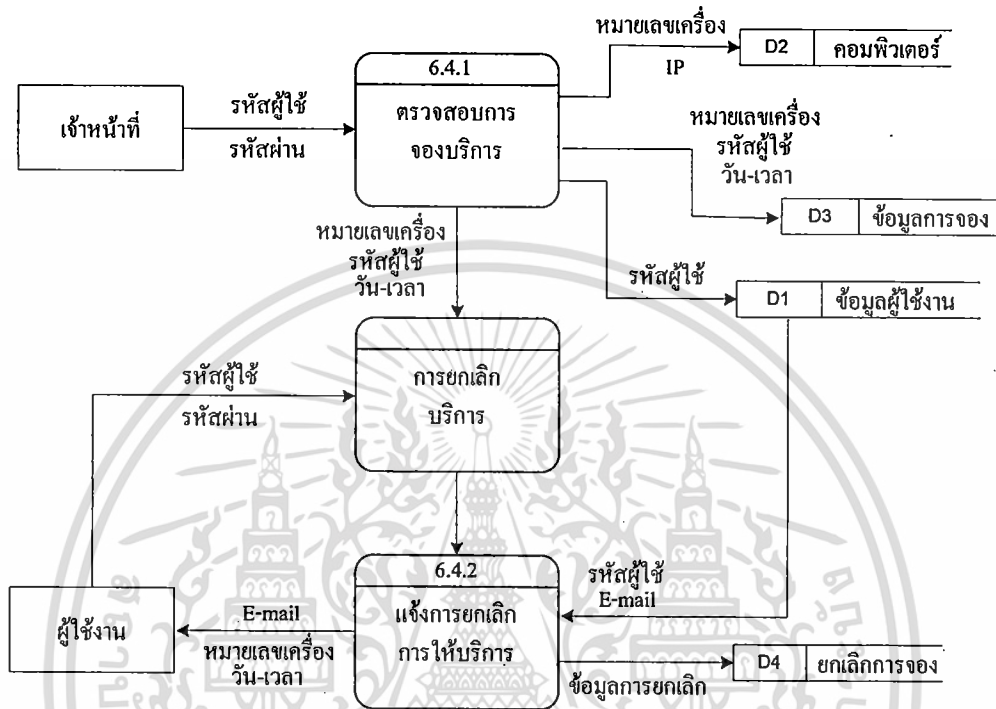 หมายเลขเครื่อง
IP
D2 คอมพิวเตอร์
6.4.1
ตรวจสอบการ
จองบริการ
เจ้าหน้าที่
รหัสผู้ใช้
รหัสผ่าน
หมายเลขเครื่อง
รหัสผู้ใช้
วัน-เวลา
D3 ข้อมูลการจอง
หมายเลขเครื่อง
รหัสผู้ใช้
วัน-เวลา
รหัสผู้ใช้
D1 ข้อมูลผู้ใช้งาน
การยกเลิก
บริการ
รหัสผู้ใช้
รหัสผ่าน
6.4.2
แจ้งการยกเลิก
การให้บริการ
รหัสผู้ใช้
E-mail
ผู้ใช้งาน
E-mail
หมายเลขเครื่อง
วัน-เวลา
ข้อมูลการยกเลิก
D4 ยกเลิกการจอง